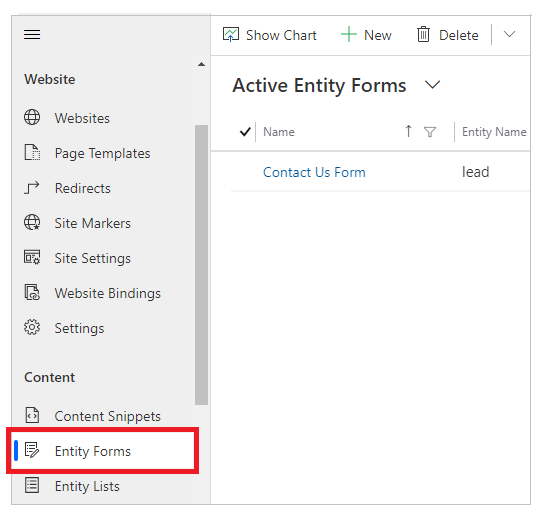 Website
Websites
Page Templates
Redirects
Site Markers
Site Settings
Website Bindings
Settings
Content
Content Snippets
Entity Forms
Entity Lists
Show Chart New Delete
Active Entity Forms
Name Entity Name
Contact Us Form lead